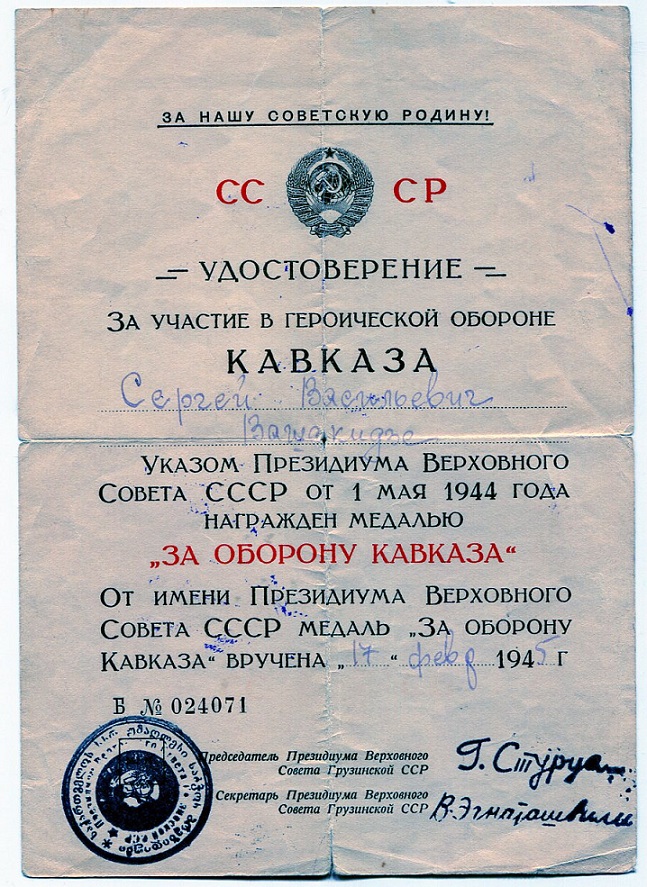 ЗА НАШУ СОВЕТСКУЮ РОДИНУ!
СС СР
УДОСТОВЕРЕНИЕ
ЗА УЧАСТИЕ В ГЕРОИЧЕСКОЙ ОБОРОНЕ
КАВКАЗА
Сергей Васильевич
Вашакидзе
УКАЗОМ ПРЕЗИДИУМА ВЕРХОВНОГО
СОВЕТА СССР ОТ 1 МАЯ 1944 ГОДА
НАГРАЖДЕН МЕДАЛЬЮ
„ЗА ОБОРОНУ КАВКАЗА“
ОТ ИМЕНИ ПРЕЗИДИУМА ВЕРХОВНОГО
СОВЕТА СССР МЕДАЛЬ „ЗА ОБОРОНУ
КАВКАЗА“ ВРУЧЕНА „17“ февр 1945 Г
Б № 024071
Председатель Президиума Верховного
Совета Грузинской ССР
Г. Стуруа
Секретарь Президиума Верховного
Совета Грузинской ССР
В. Эгнаташвили